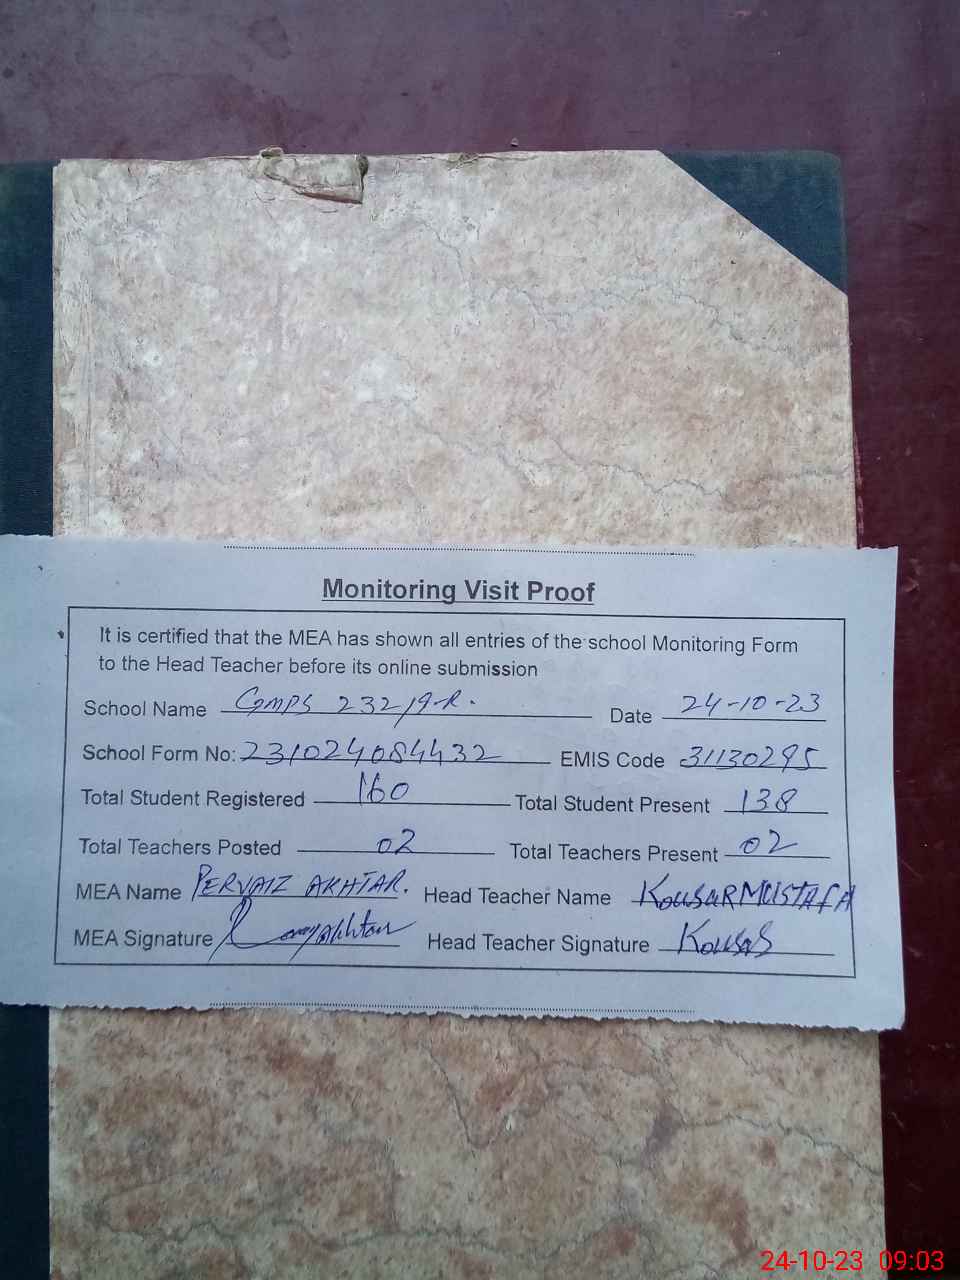 Monitoring Visit Proof
It is certified that the MEA has shown all entries of the school Monitoring Form
to the Head Teacher before its online submission
School Name GMPS 232/9-R. Date 24-10-23
School Form No: 231024084432 EMIS Code 31130295
Total Student Registered 160 Total Student Present 138
Total Teachers Posted 02 Total Teachers Present 02
MEA Name PERVAIZ AKHTAR. Head Teacher Name KOUSAR MUSTAFA
MEA Signature Head Teacher Signature Kousar
24-10-23 09:03